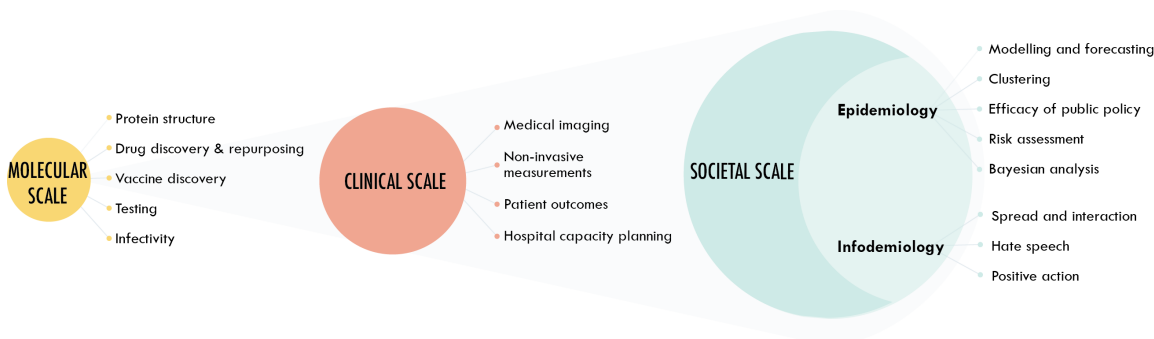 MOLECULAR
SCALE
Protein structure
Drug discovery & repurposing
Vaccine discovery
Testing
Infectivity
CLINICAL SCALE
Medical imaging
Non-invasive
measurements
Patient outcomes
Hospital capacity planning
SOCIETAL SCALE
Epidemiology
Modelling and forecasting
Clustering
Efficacy of public policy
Risk assessment
Bayesian analysis
Infodemiology
Spread and interaction
Hate speech
Positive action